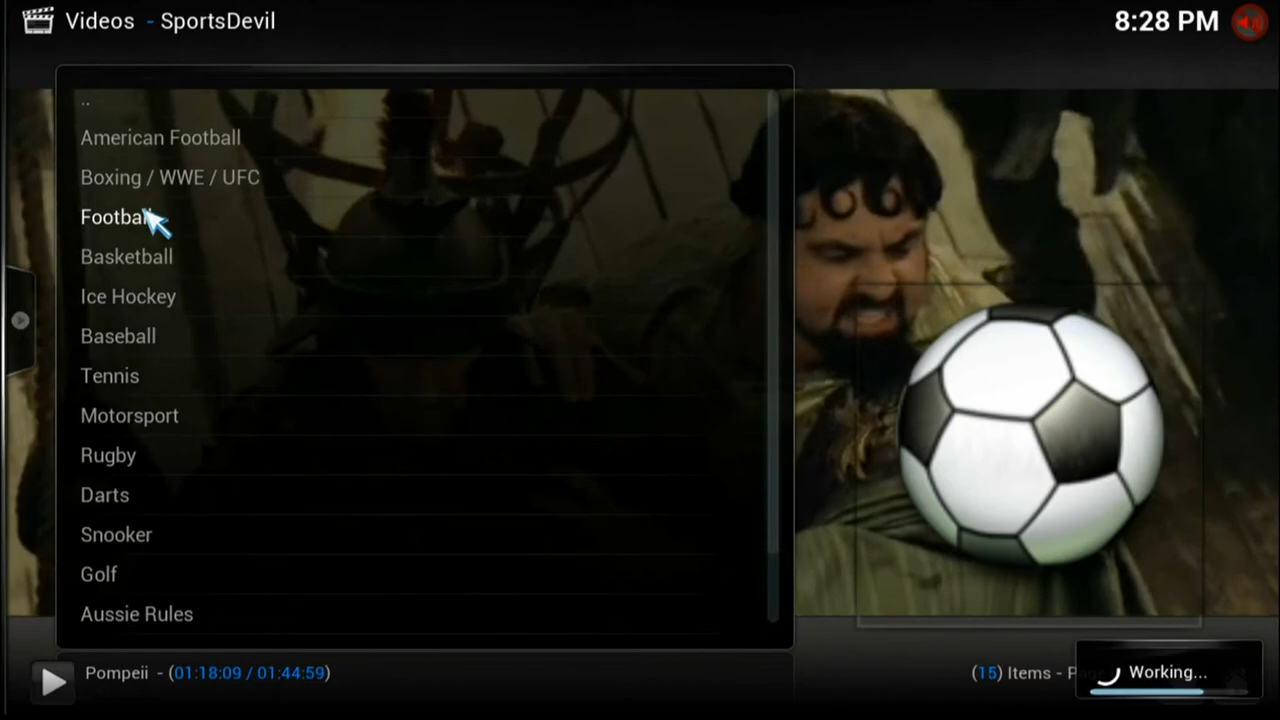 Videos - SportsDevil
8:28 PM
..
American Football
Boxing / WWE / UFC
Football
Basketball
Ice Hockey
Baseball
Tennis
Motorsport
Rugby
Darts
Snooker
Golf
Aussie Rules
Pompeii - (01:18:09 / 01:44:59)
(15) Items -
Working...